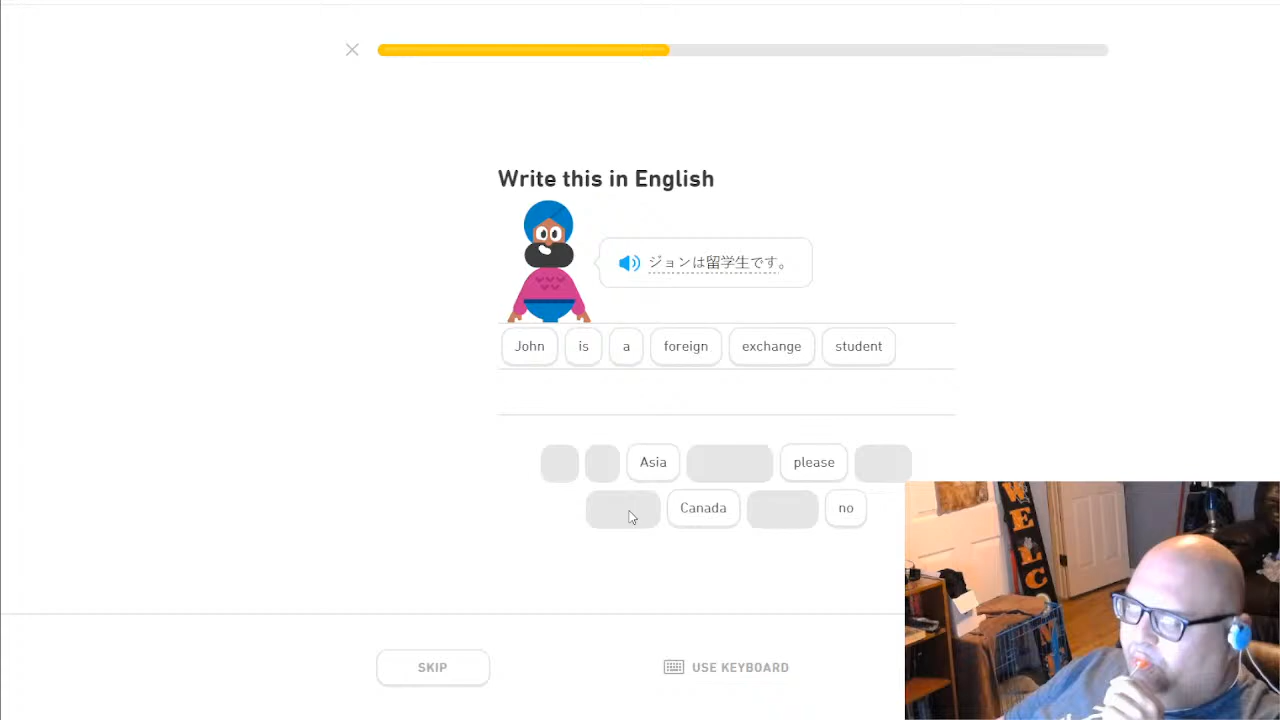 Write this in English
ジョンは留学生です。
John is a foreign exchange student
Asia please
Canada no
SKIP
USE KEYBOARD
WELC